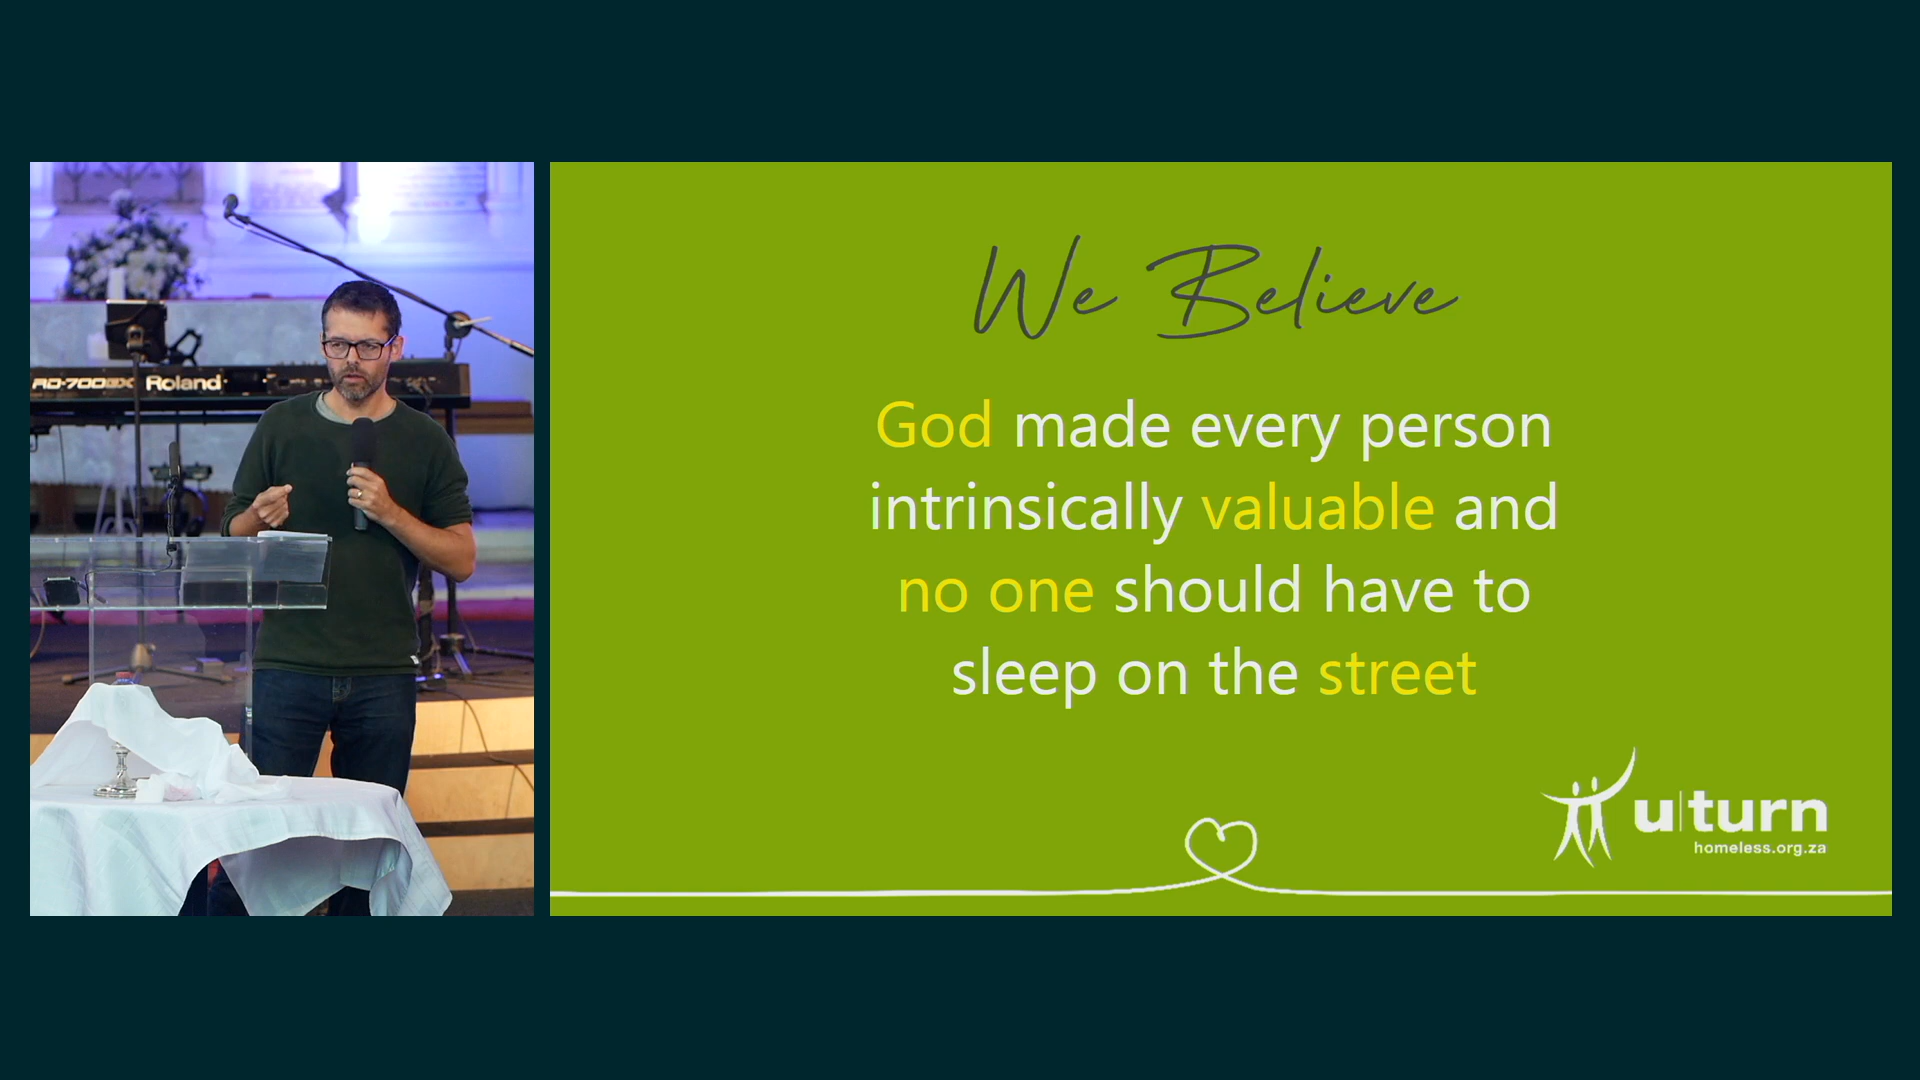 RD-700GX Roland
We Believe
God made every person
intrinsically valuable and
no one should have to
sleep on the street
u|turn
homeless.org.za